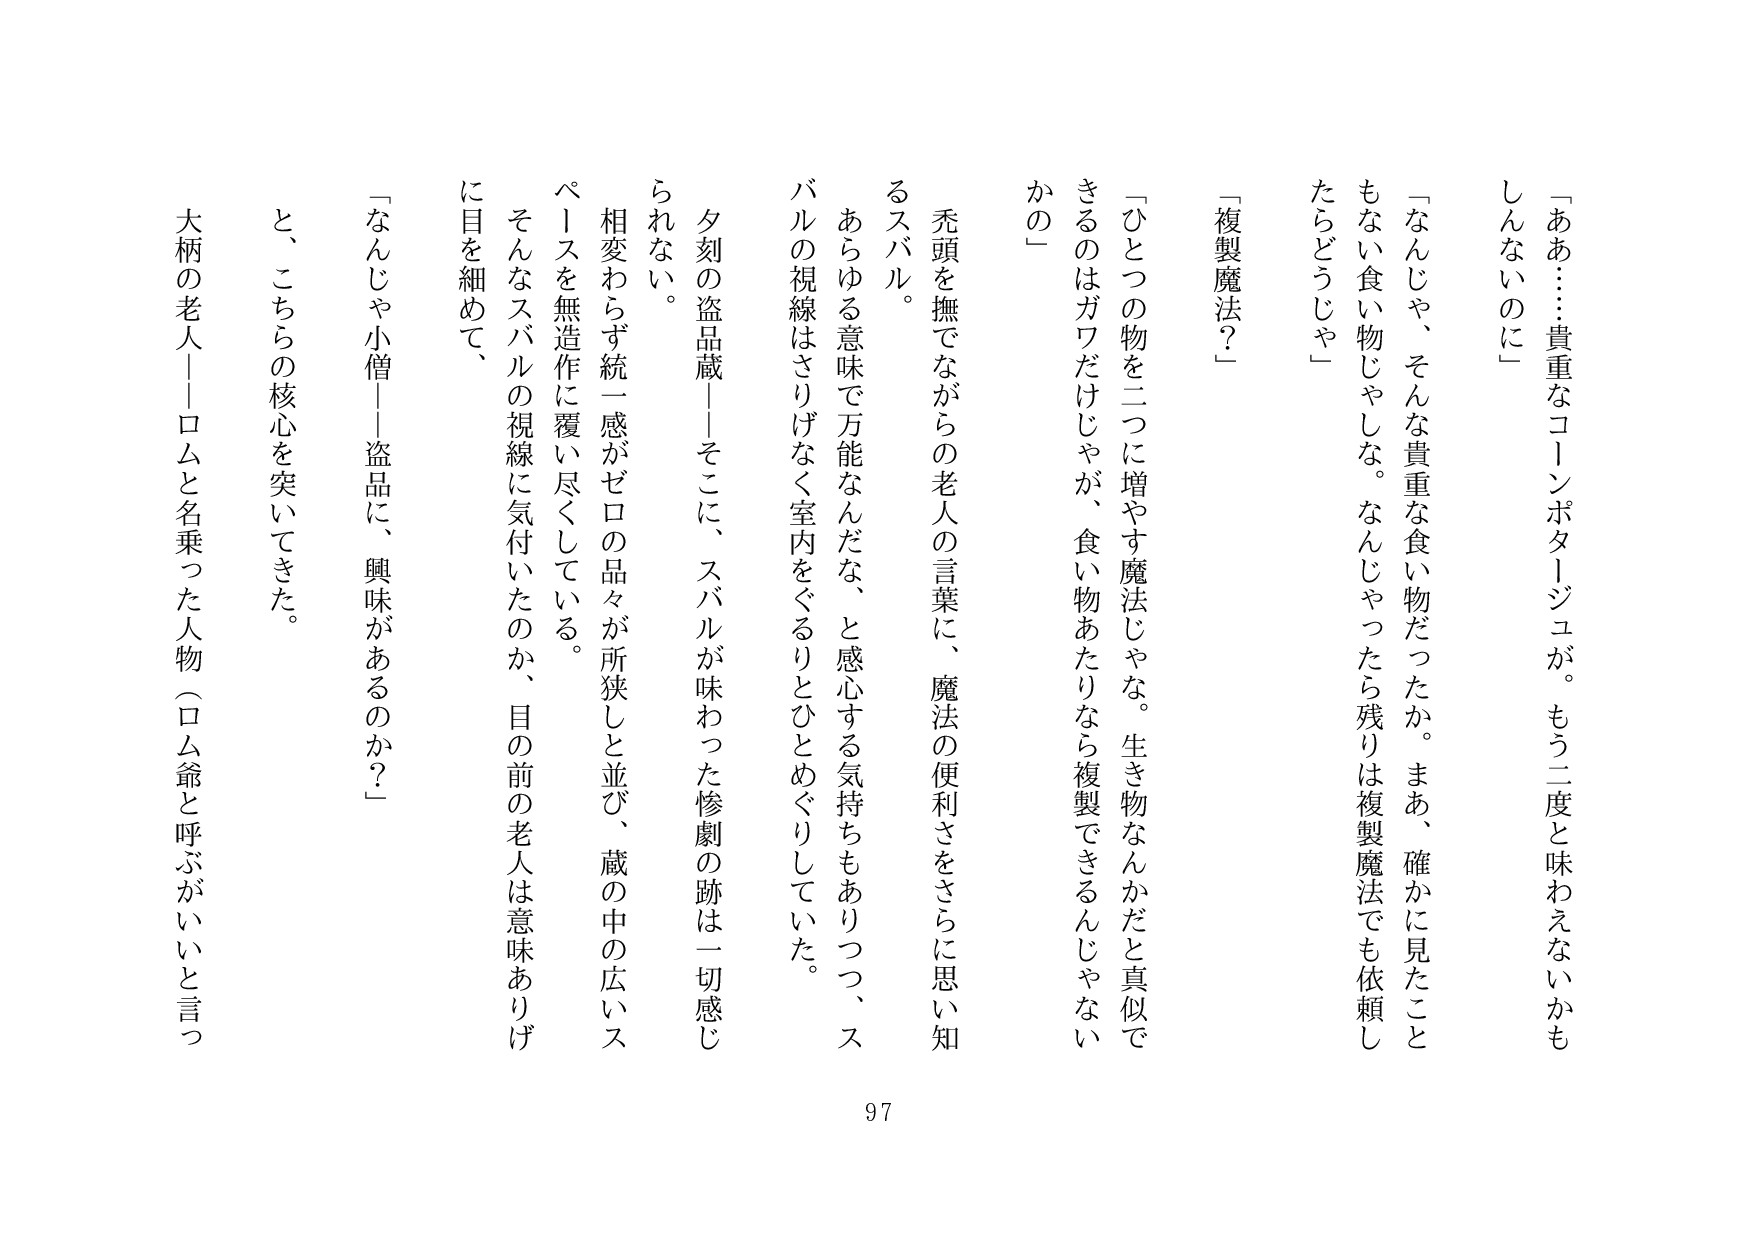 「ああ……貴重なコーンポタージュが。もう二度と味わえないかも
しんないのに」
「なんじゃ、そんな貴重な食い物だったか。まあ、確かに見たこと
もない食い物じゃしな。なんじゃったら残りは複製魔法でも依頼し
たらどうじゃ」
「複製魔法？」
「ひとつの物を二つに増やす魔法じゃな。生き物なんかだと真似で
きるのはガワだけじゃが、食い物あたりなら複製できるんじゃない
かの」
　禿頭を撫でながらの老人の言葉に、魔法の便利さをさらに思い知
るスバル。
　あらゆる意味で万能なんだな、と感心する気持ちもありつつ、ス
バルの視線はさりげなく室内をぐるりとひとめぐりしていた。
　夕刻の盗品蔵――そこに、スバルが味わった惨劇の跡は一切感じ
られない。
　相変わらず統一感がゼロの品々が所狭しと並び、蔵の中の広いス
ペースを無造作に覆い尽くしている。
　そんなスバルの視線に気付いたのか、目の前の老人は意味ありげ
に目を細めて、
「なんじゃ小僧――盗品に、興味があるのか？」
　と、こちらの核心を突いてきた。
　大柄の老人――ロムと名乗った人物（ロム爺と呼ぶがいいと言っ
97